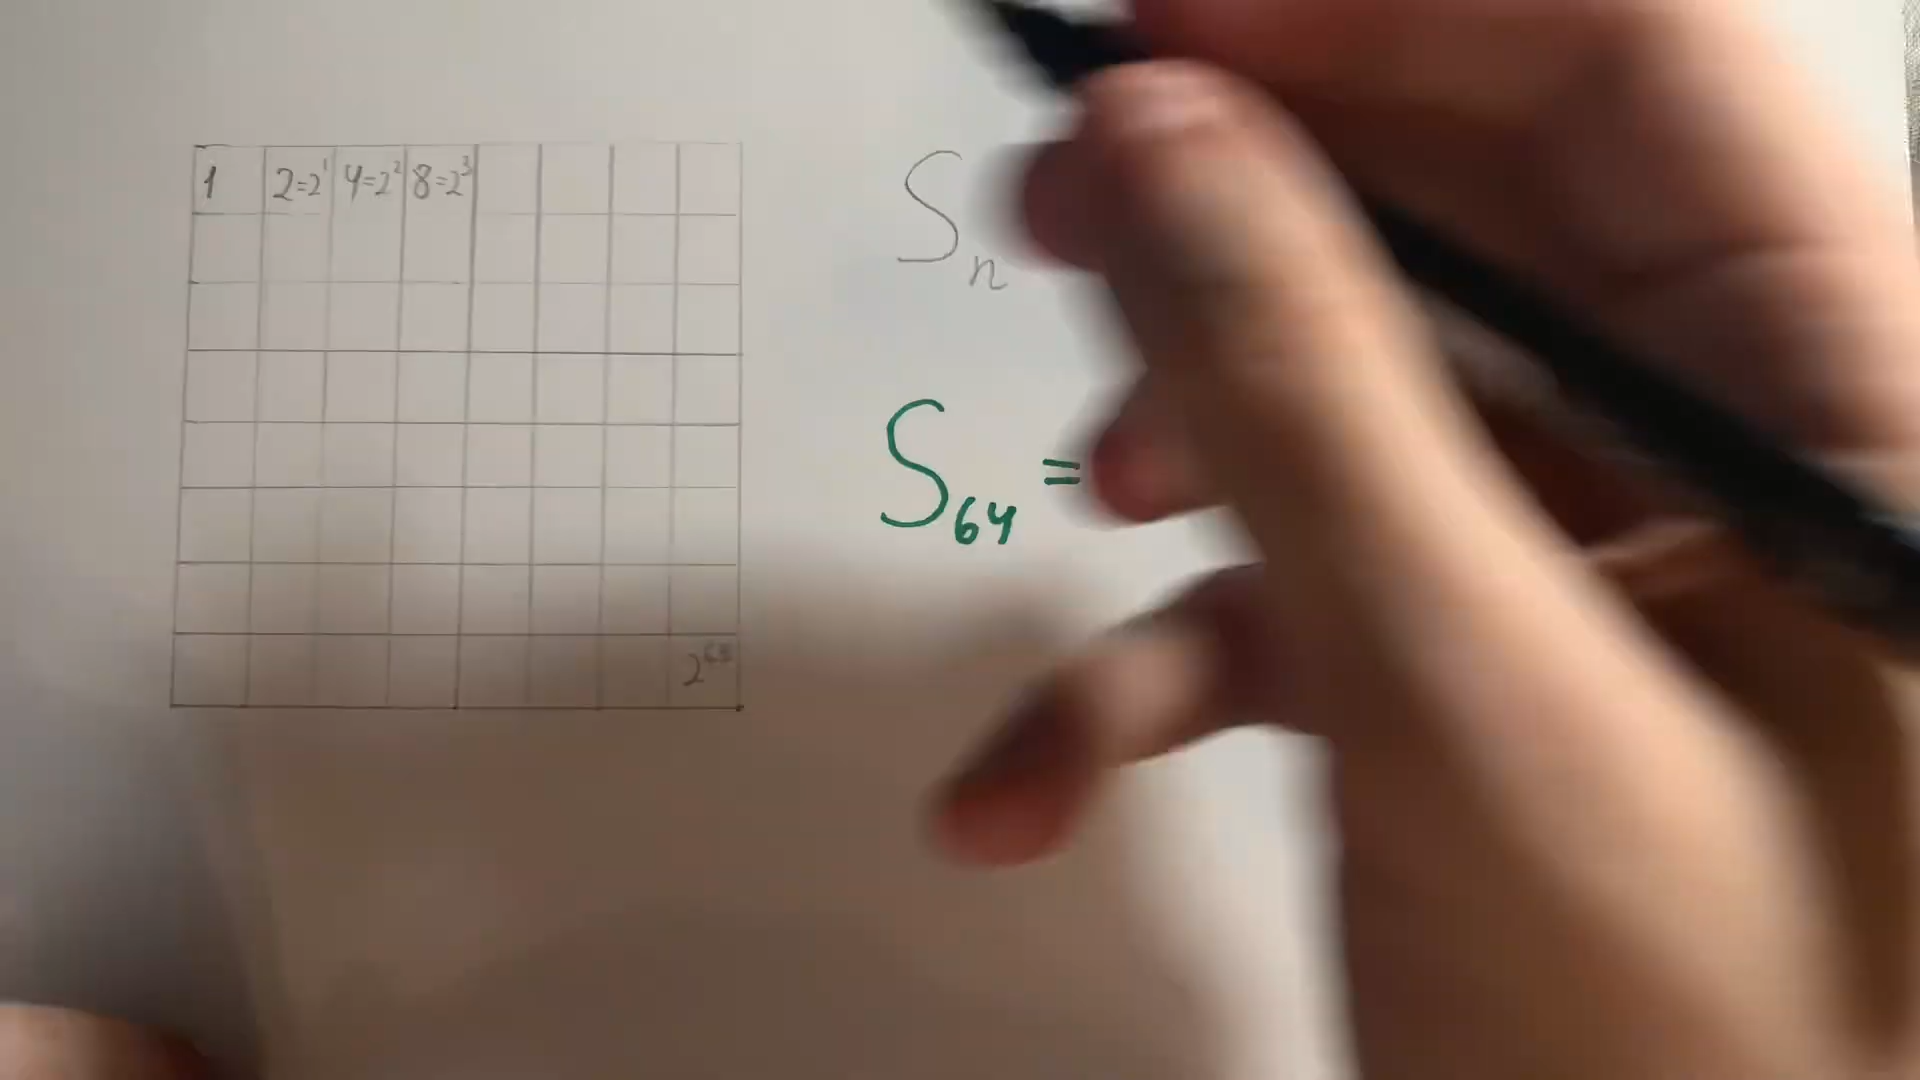 1 2=2¹ 4=2² 8=2³
Sₙ
S₆₄ =
2⁶³